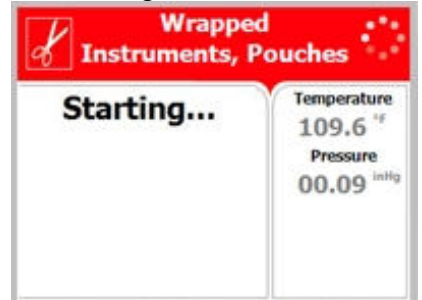 Wrapped
Instruments, Pouches
Starting...
Temperature
109.6 °F
Pressure
00.09 inHg